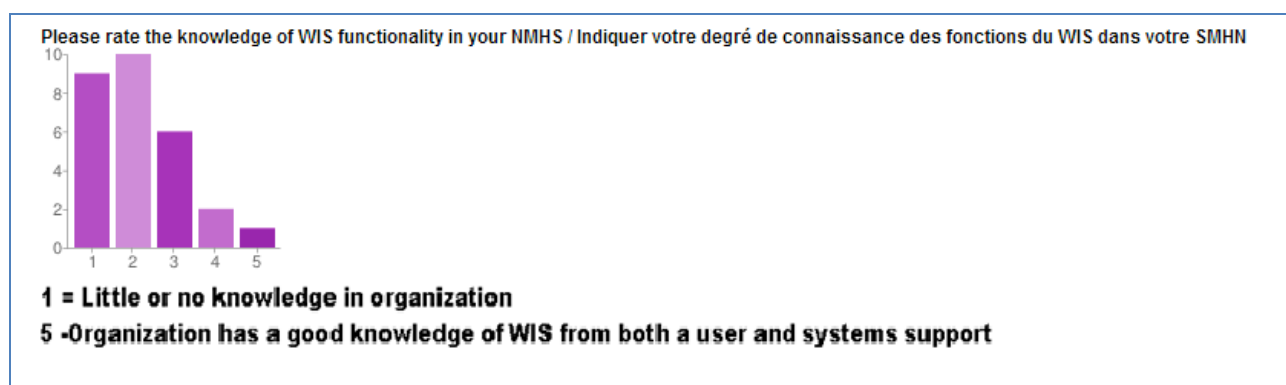 Please rate the knowledge of WIS functionality in your NMHS / Indiquer votre degré de connaissance des fonctions du WIS dans votre SMHN
10
8
6
4
2
0
1 2 3 4 5
1 = Little or no knowledge in organization
5 -Organization has a good knowledge of WIS from both a user and systems support